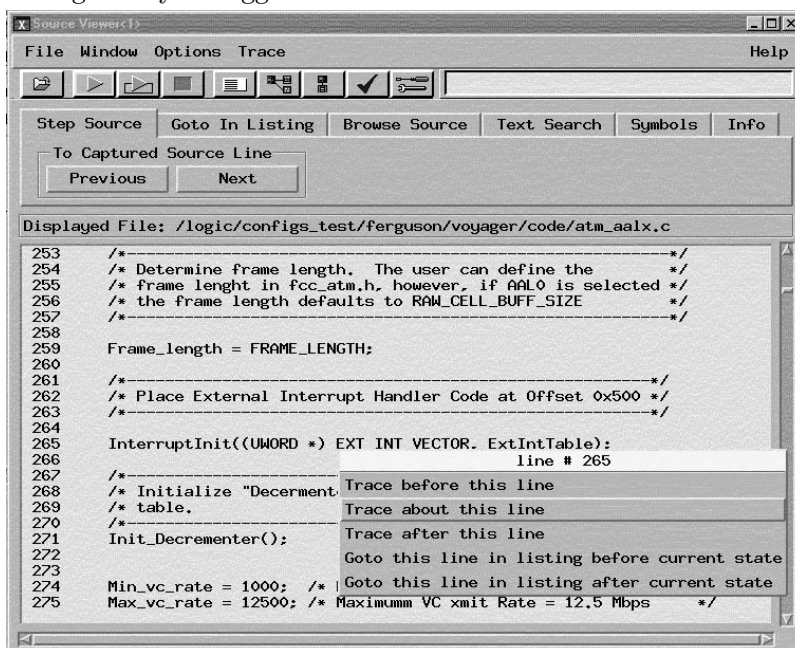 Source Viewer<1>
File Window Options Trace Help
Step Source Goto In Listing Browse Source Text Search Symbols Info
To Captured Source Line
Previous Next
Displayed File: /logic/configs_test/ferguson/voyager/code/atm_aalx.c
253 /*------------------------------------------------------*/
254 /* Determine frame length. The user can define the */
255 /* frame lenght in fcc_atm.h, however, if AAL0 is selected */
256 /* the frame length defaults to RAW_CELL_BUFF_SIZE */
257 /*------------------------------------------------------*/
258
259 Frame_length = FRAME_LENGTH;
260
261 /*----------------------------------------------------*/
262 /* Place External Interrupt Handler Code at Offset 0x500 */
263 /*----------------------------------------------------*/
264
265 InterruptInit((UWORD *) EXT_INT_VECTOR, ExtIntTable);
266
267 /*----------------------
268 /* Initialize "Decerment
269 /* table.
270 /*----------------------
271 Init_Decrementer();
272
273
274 Min_vc_rate = 1000; /*
275 Max_vc_rate = 12500; /* Maximumm VC xmit Rate = 12.5 Mbps */
line # 265
Trace before this line
Trace about this line
Trace after this line
Goto this line in listing before current state
Goto this line in listing after current state